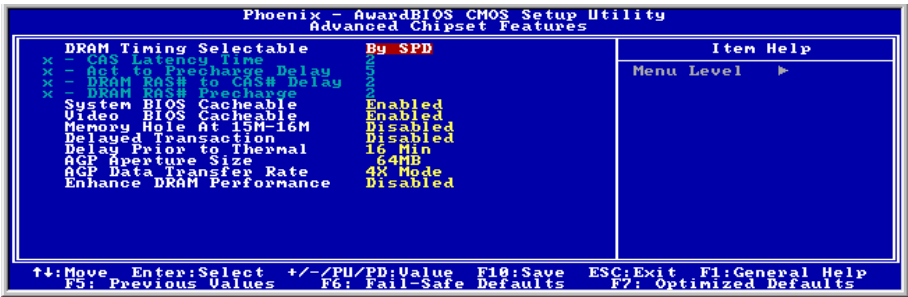 Phoenix - AwardBIOS CMOS Setup Utility
Advanced Chipset Features
DRAM Timing Selectable By SPD
x - CAS Latency Time 2
x - Act to Precharge Delay 5
x - DRAM RAS# to CAS# Delay 2
x - DRAM RAS# Precharge 2
System BIOS Cacheable Enabled
Video BIOS Cacheable Enabled
Memory Hole At 15M-16M Disabled
Delayed Transaction Disabled
Delay Prior to Thermal 16 Min
AGP Aperture Size 64MB
AGP Data Transfer Rate 4X Mode
Enhance DRAM Performance Disabled
Item Help
Menu Level ▶
↑↓:Move Enter:Select +/-/PU/PD:Value F10:Save ESC:Exit F1:General Help
F5: Previous Values F6: Fail-Safe Defaults F7: Optimized Defaults